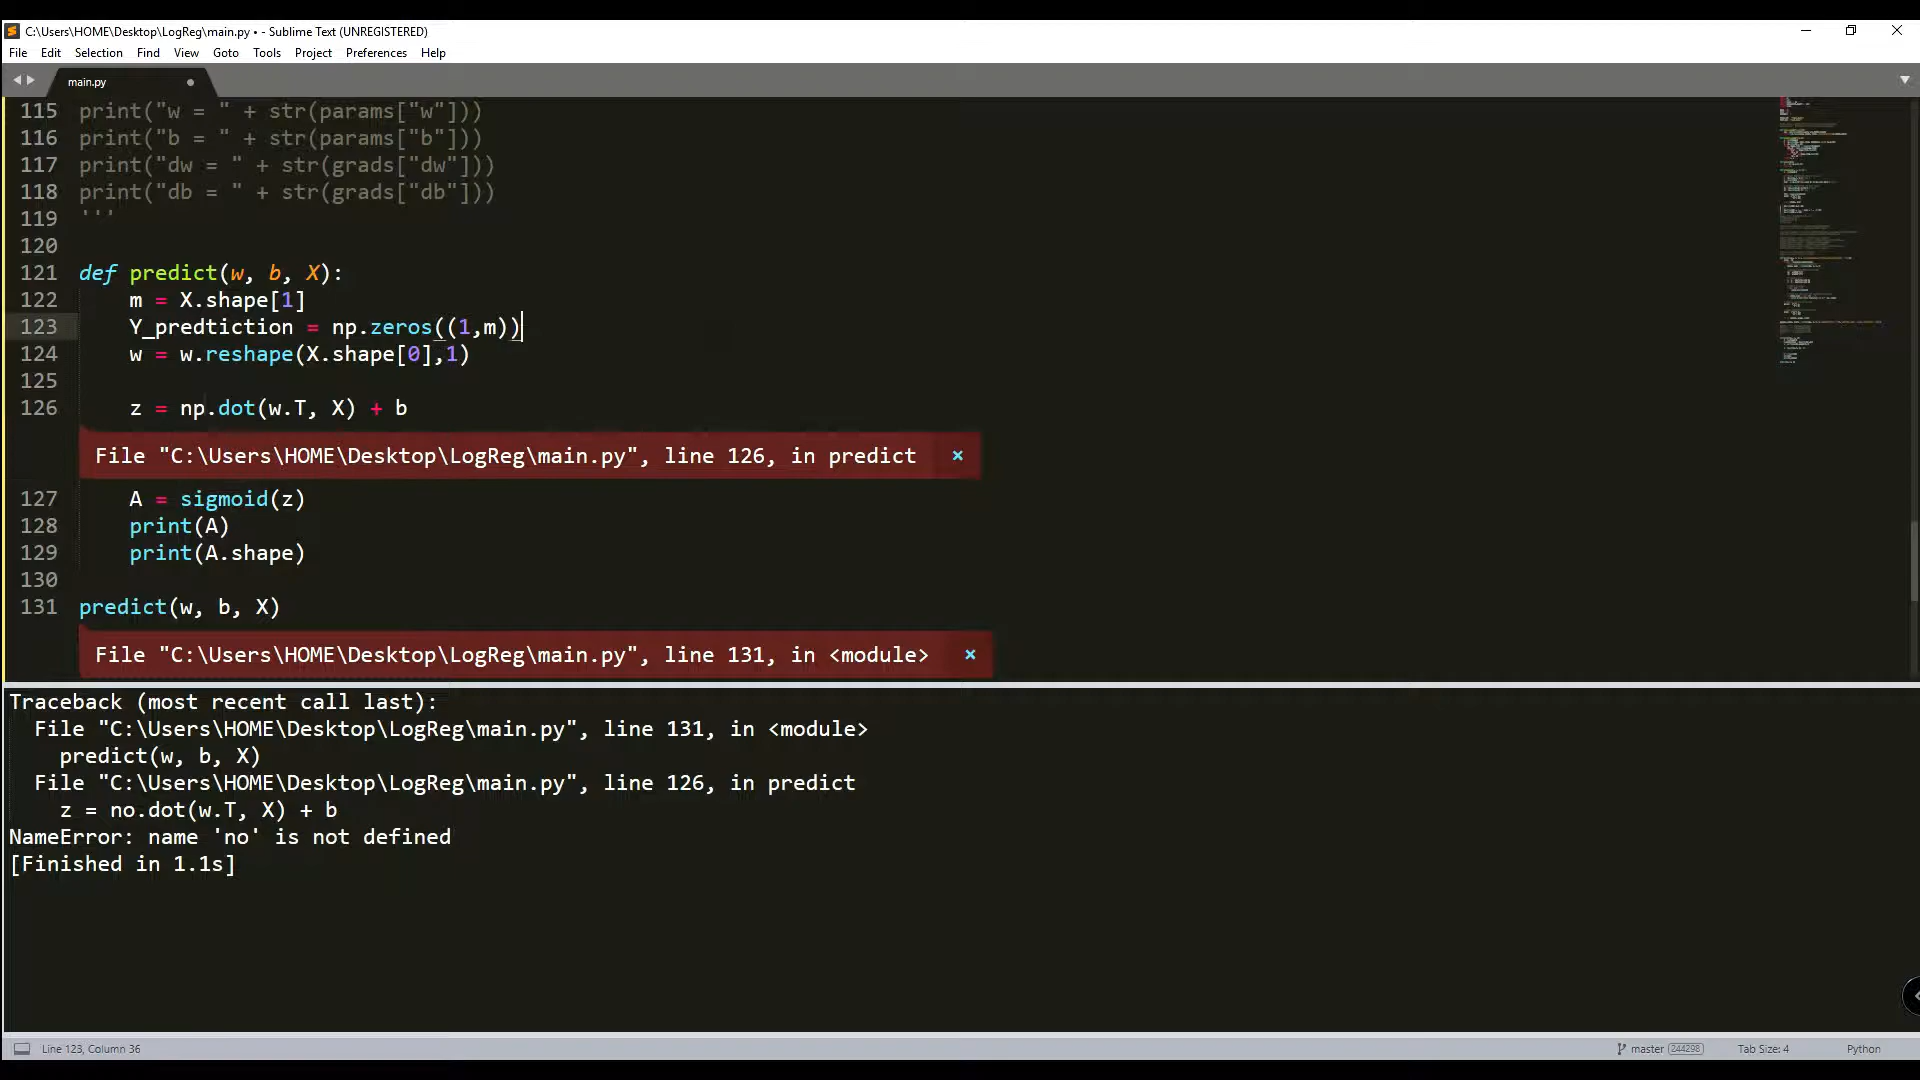 C:\Users\HOME\Desktop\LogReg\main.py • - Sublime Text (UNREGISTERED)
File Edit Selection Find View Goto Tools Project Preferences Help
main.py
115 print("w = " + str(params["w"]))
116 print("b = " + str(params["b"]))
117 print("dw = " + str(grads["dw"]))
118 print("db = " + str(grads["db"]))
119 '''
120
121 def predict(w, b, X):
122     m = X.shape[1]
123     Y_predtiction = np.zeros((1,m))
124     w = w.reshape(X.shape[0],1)
125
126     z = np.dot(w.T, X) + b
File "C:\Users\HOME\Desktop\LogReg\main.py", line 126, in predict ×
127     A = sigmoid(z)
128     print(A)
129     print(A.shape)
130
131 predict(w, b, X)
File "C:\Users\HOME\Desktop\LogReg\main.py", line 131, in <module> ×
Traceback (most recent call last):
  File "C:\Users\HOME\Desktop\LogReg\main.py", line 131, in <module>
    predict(w, b, X)
  File "C:\Users\HOME\Desktop\LogReg\main.py", line 126, in predict
    z = no.dot(w.T, X) + b
NameError: name 'no' is not defined
[Finished in 1.1s]
Line 123, Column 36 master 244298 Tab Size: 4 Python